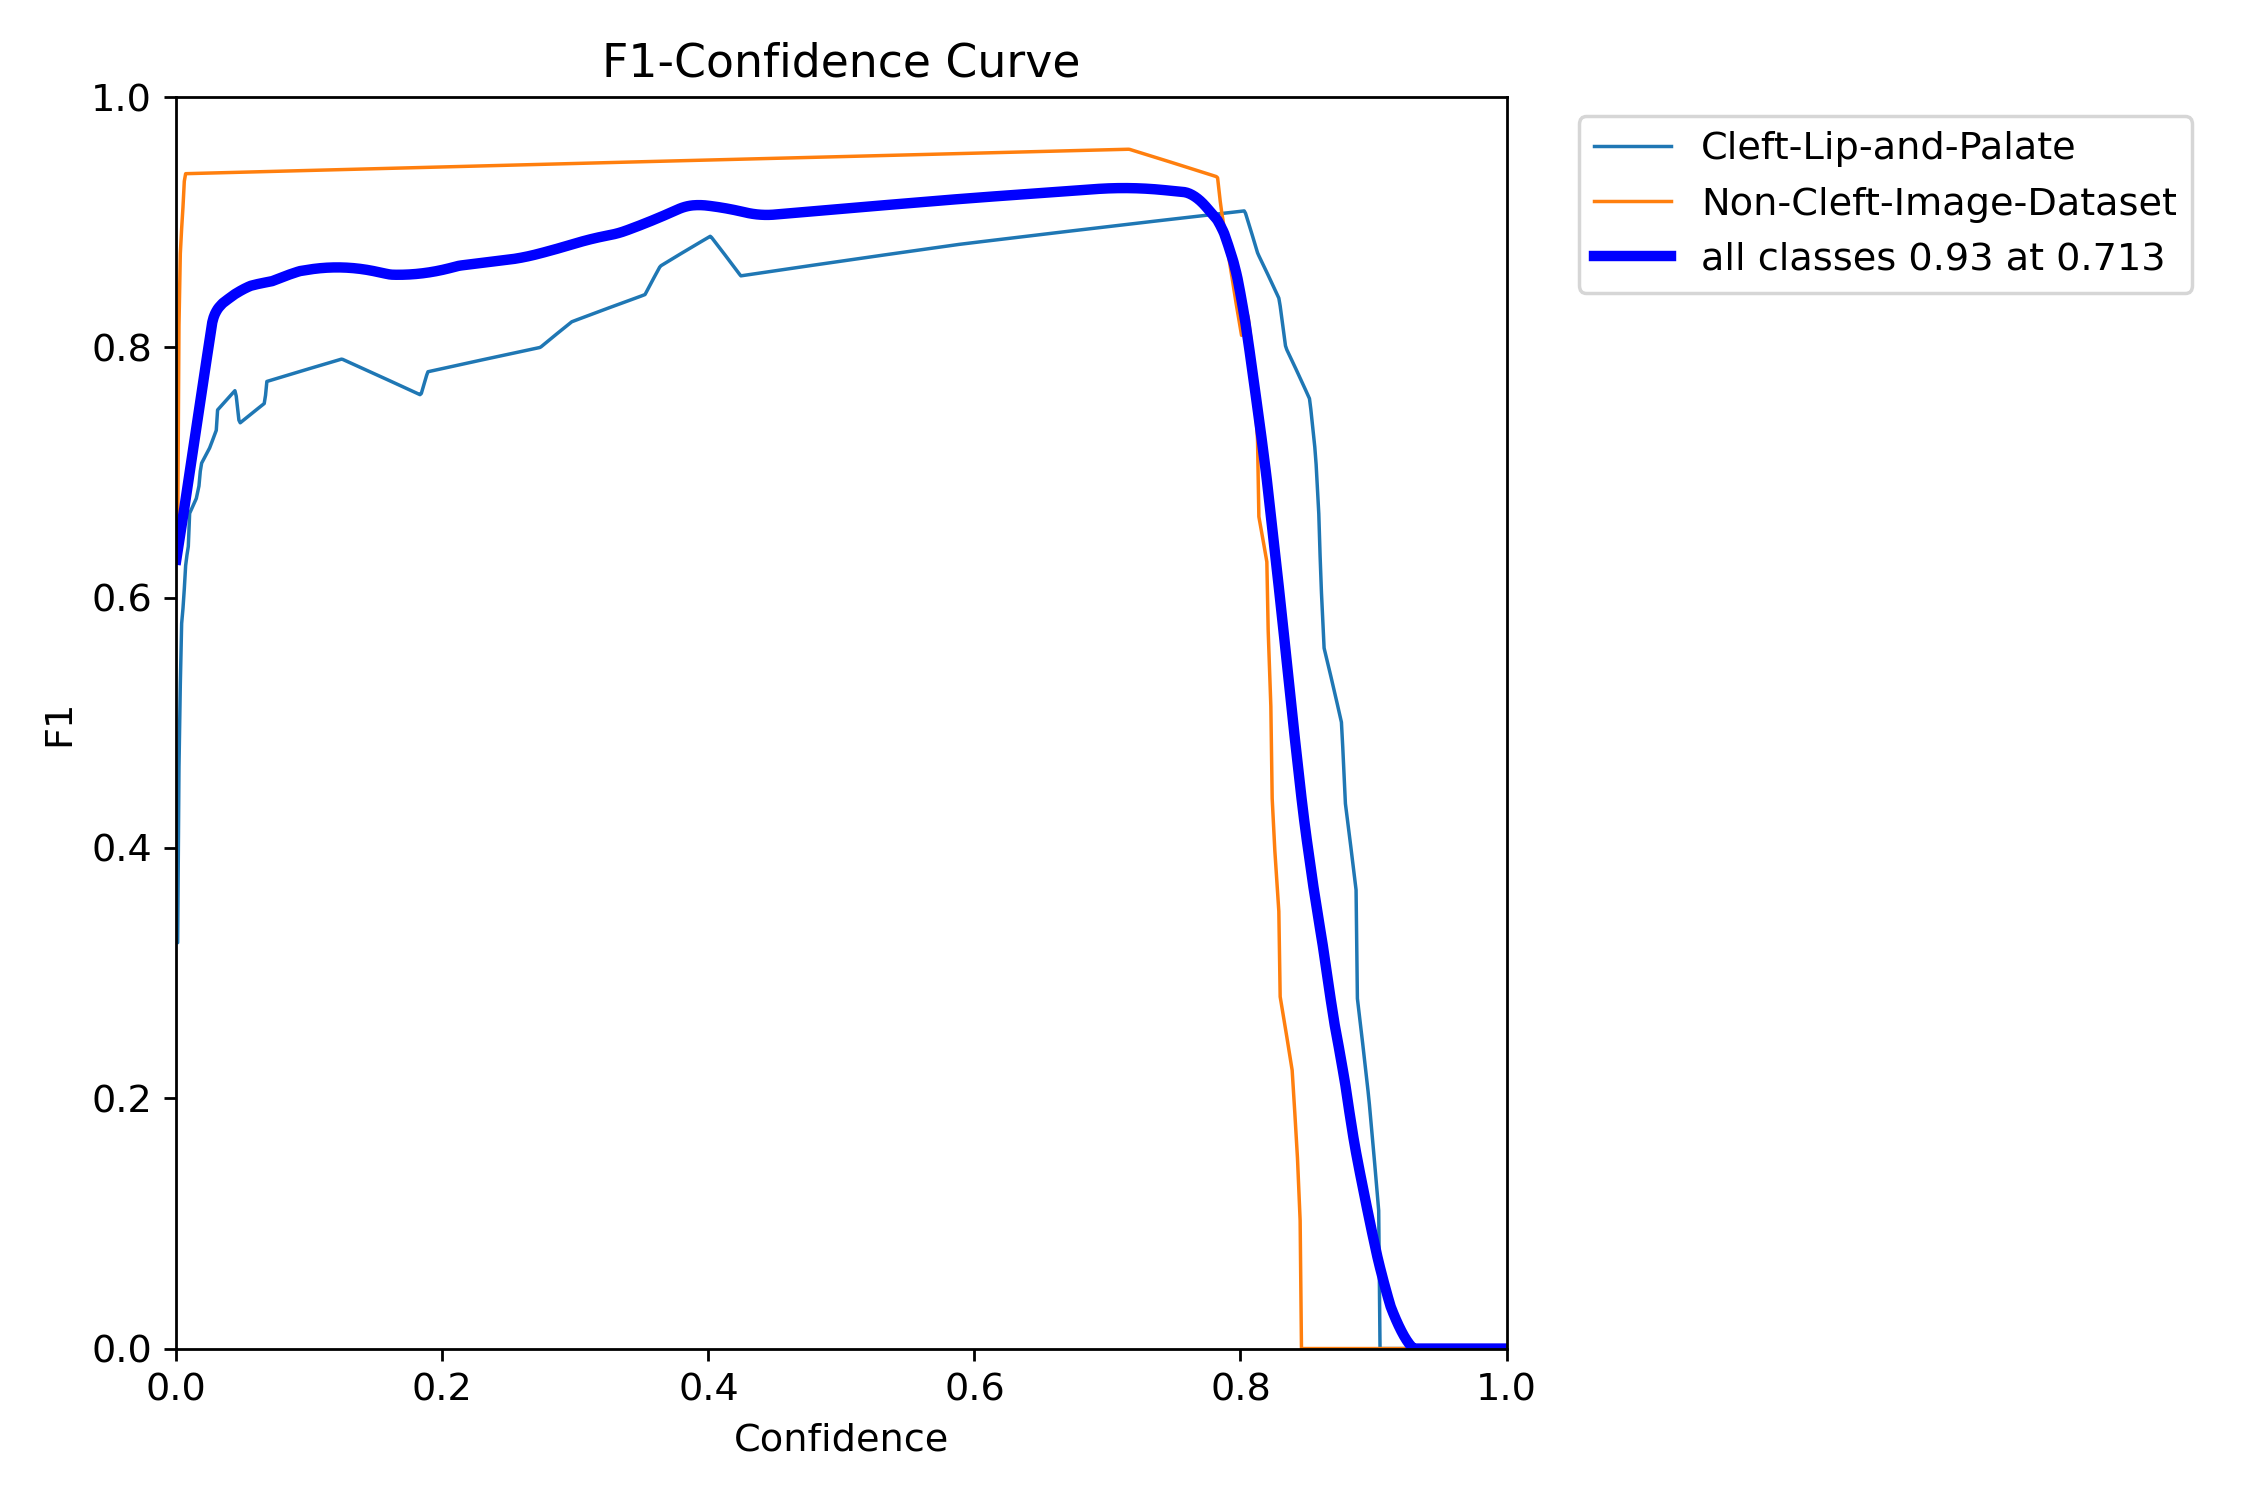 F1-Confidence Curve
1.0
0.8
0.6
0.4
0.2
0.0
F1
0.0 0.2 0.4 0.6 0.8 1.0
Confidence
Cleft-Lip-and-Palate
Non-Cleft-Image-Dataset
all classes 0.93 at 0.713